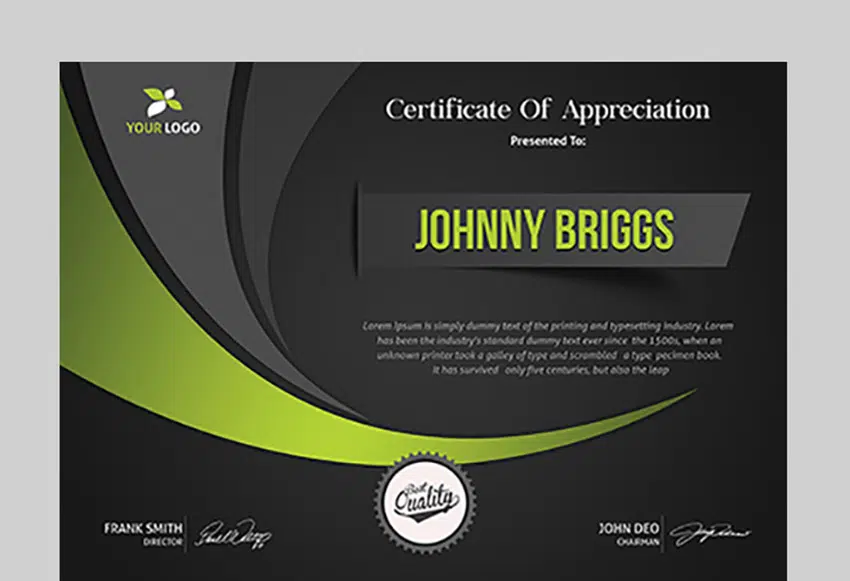 YOUR LOGO
Certificate Of Appreciation
Presented To:
JOHNNY BRIGGS
Lorem Ipsum is simply dummy text of the printing and typesetting industry. Lorem
has been the industry's standard dummy text ever since the 1500s, when an
unknown printer took a galley of type and scrambled a type pecimen book.
It has survived only five centuries, but also the leap
Best
Quality
FRANK SMITH
DIRECTOR
JOHN DEO
CHAIRMAN